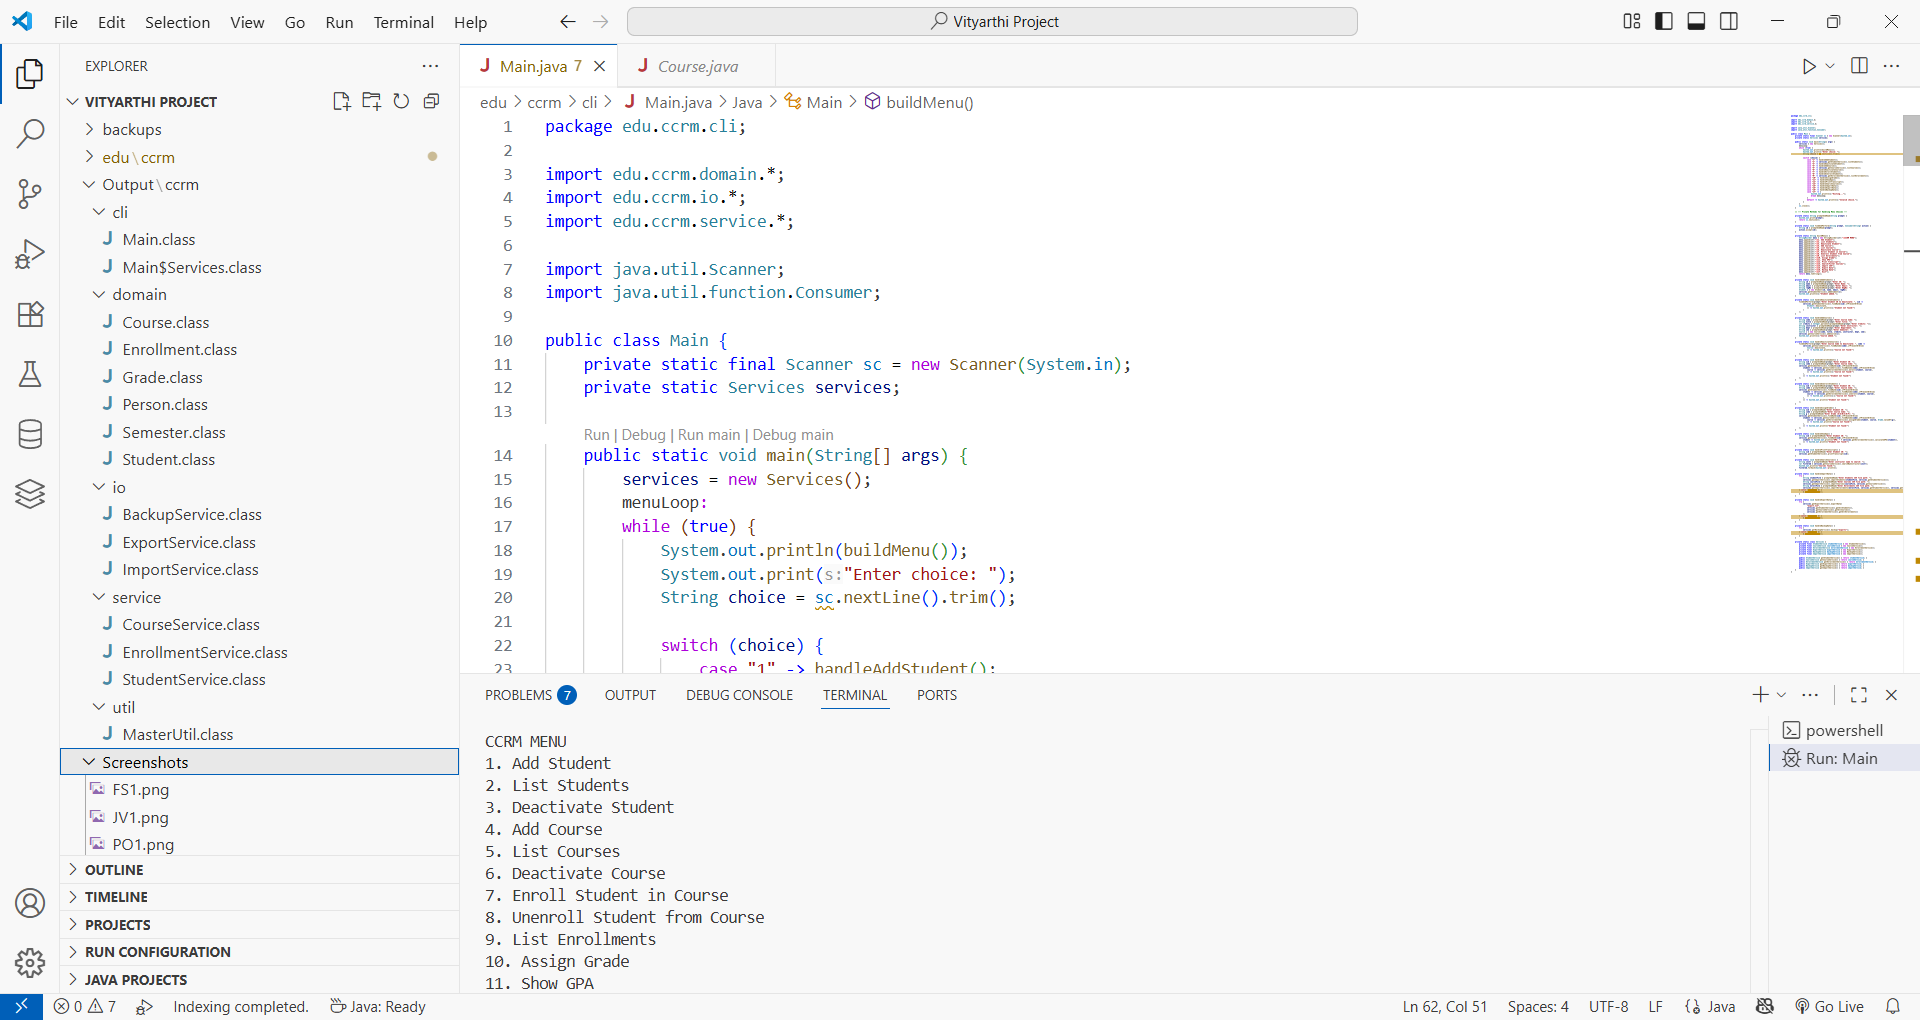 File Edit Selection View Go Run Terminal Help
Vityarthi Project
EXPLORER
VITYARTHI PROJECT
backups
edu\ccrm
Output\ccrm
cli
Main.class
Main$Services.class
domain
Course.class
Enrollment.class
Grade.class
Person.class
Semester.class
Student.class
io
BackupService.class
ExportService.class
ImportService.class
service
CourseService.class
EnrollmentService.class
StudentService.class
util
MasterUtil.class
Screenshots
FS1.png
JV1.png
PO1.png
OUTLINE
TIMELINE
PROJECTS
RUN CONFIGURATION
JAVA PROJECTS
Main.java 7
Course.java
edu > ccrm > cli > Main.java > Java > Main > buildMenu()
1 package edu.ccrm.cli;
2
3 import edu.ccrm.domain.*;
4 import edu.ccrm.io.*;
5 import edu.ccrm.service.*;
6
7 import java.util.Scanner;
8 import java.util.function.Consumer;
9
10 public class Main {
11 private static final Scanner sc = new Scanner(System.in);
12 private static Services services;
13
Run | Debug | Run main | Debug main
14 public static void main(String[] args) {
15 services = new Services();
16 menuLoop:
17 while (true) {
18 System.out.println(buildMenu());
19 System.out.print(s:"Enter choice: ");
20 String choice = sc.nextLine().trim();
21
22 switch (choice) {
23 case "1" -> handleAddStudent();
PROBLEMS 7 OUTPUT DEBUG CONSOLE TERMINAL PORTS
CCRM MENU
1. Add Student
2. List Students
3. Deactivate Student
4. Add Course
5. List Courses
6. Deactivate Course
7. Enroll Student in Course
8. Unenroll Student from Course
9. List Enrollments
10. Assign Grade
11. Show GPA
powershell
Run: Main
0 7 Indexing completed. Java: Ready
Ln 62, Col 51 Spaces: 4 UTF-8 LF Java Go Live